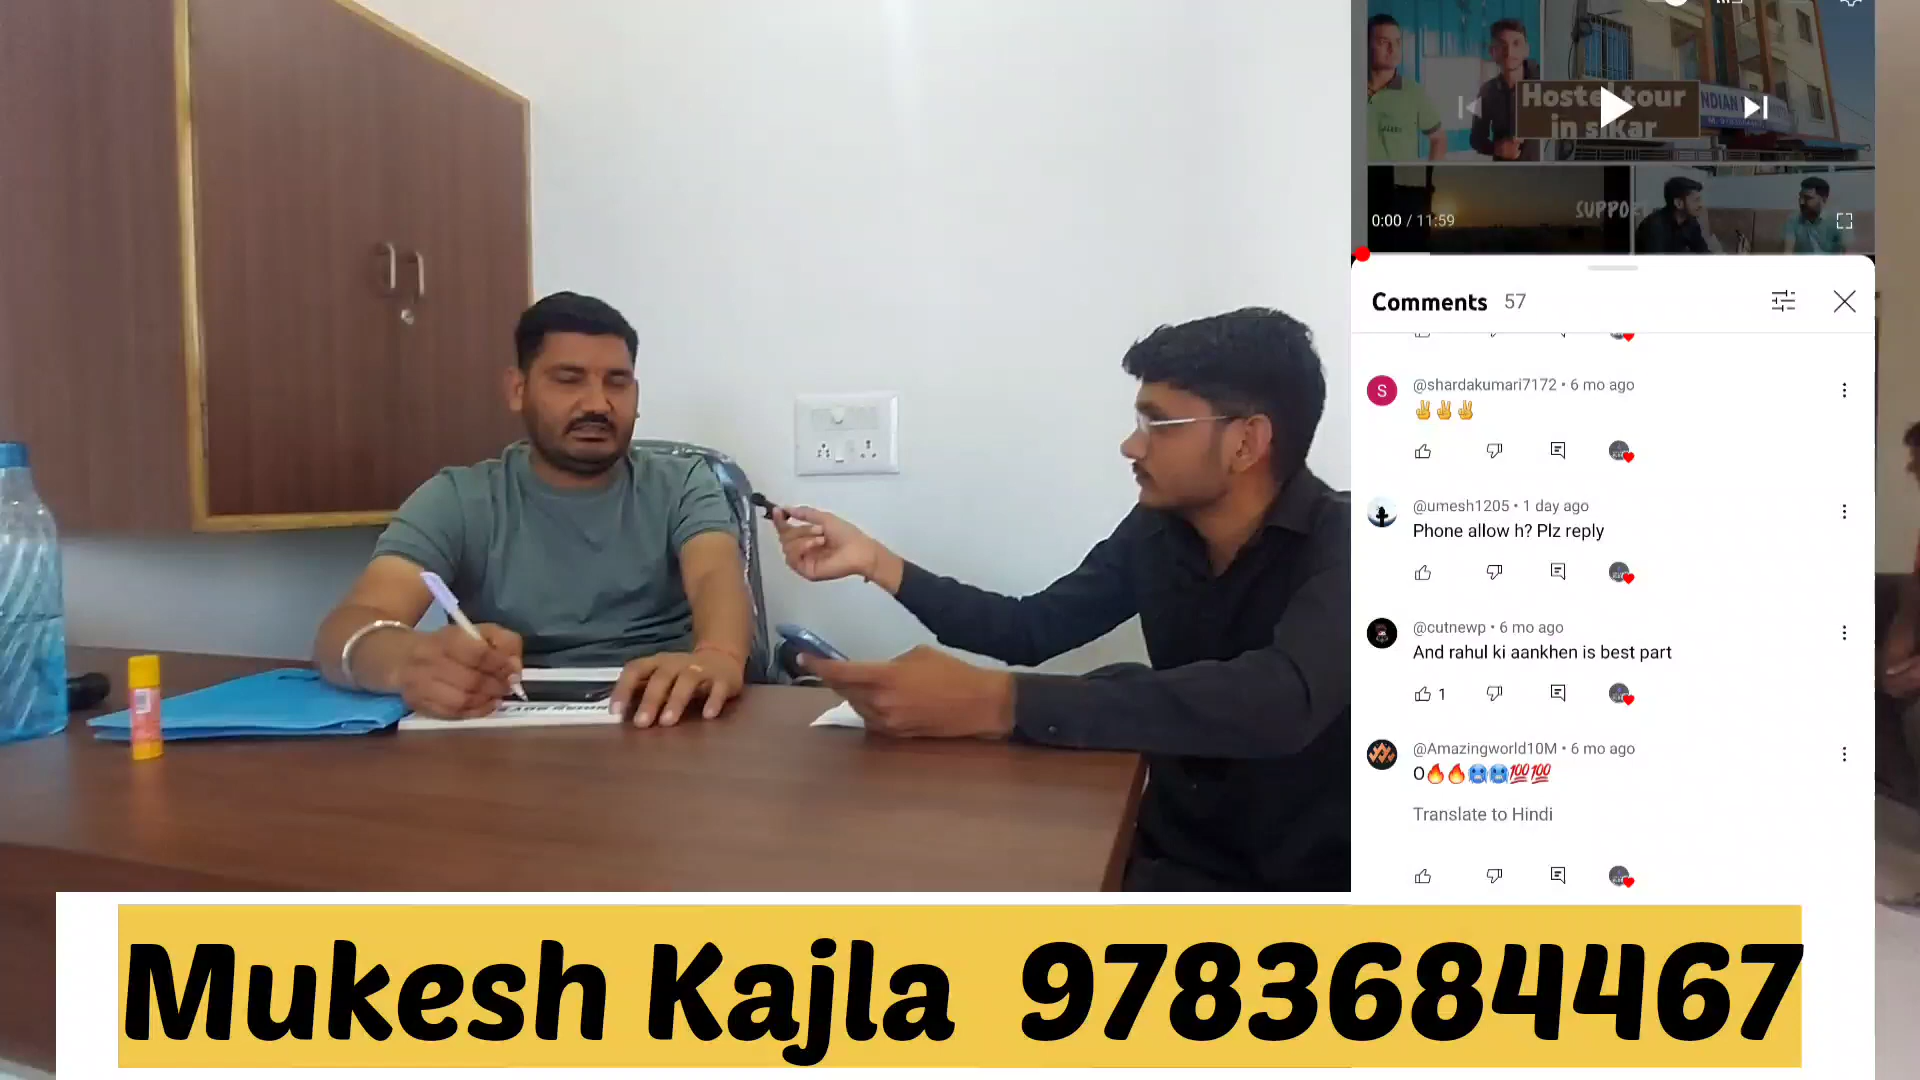 Hostel tour
in sikar
SUPPORT
0:00 / 11:59
Comments 57
@shardakumari7172 • 6 mo ago
✌️✌️✌️
@umesh1205 • 1 day ago
Phone allow h? Plz reply
@cutnewp • 6 mo ago
And rahul ki aankhen is best part
1
@Amazingworld10M • 6 mo ago
O🔥🔥🥶🥶💯💯
Translate to Hindi
Mukesh Kajla 9783684467